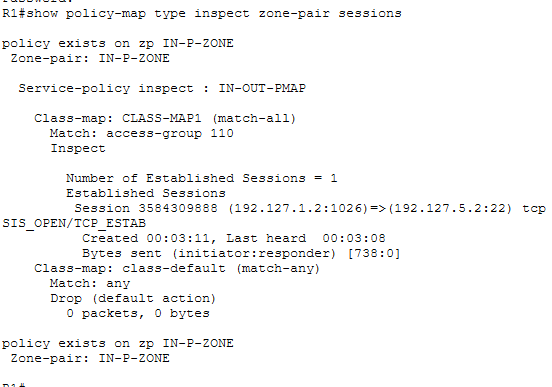 Password:
R1#show policy-map type inspect zone-pair sessions
policy exists on zp IN-P-ZONE
Zone-pair: IN-P-ZONE
Service-policy inspect : IN-OUT-PMAP
Class-map: CLASS-MAP1 (match-all)
Match: access-group 110
Inspect
Number of Established Sessions = 1
Established Sessions
Session 3584309888 (192.127.1.2:1026)=>(192.127.5.2:22) tcp
SIS_OPEN/TCP_ESTAB
Created 00:03:11, Last heard 00:03:08
Bytes sent (initiator:responder) [738:0]
Class-map: class-default (match-any)
Match: any
Drop (default action)
0 packets, 0 bytes
policy exists on zp IN-P-ZONE
Zone-pair: IN-P-ZONE
R1#